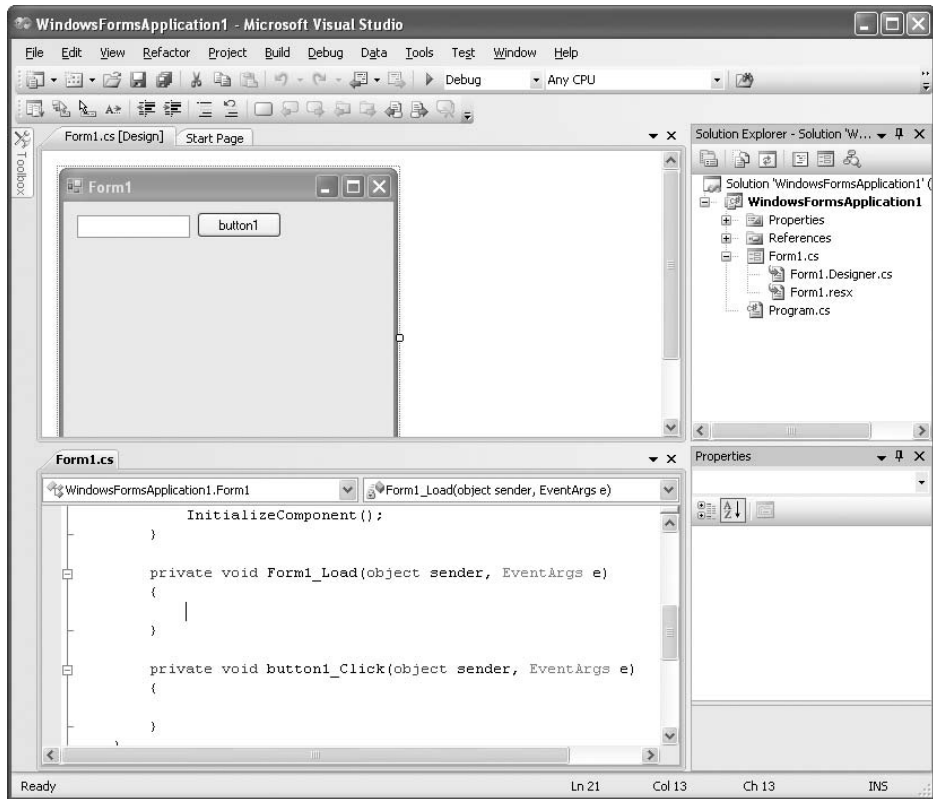 WindowsFormsApplication1 - Microsoft Visual Studio
File Edit View Refactor Project Build Debug Data Tools Test Window Help
Debug Any CPU
Toolbox
Form1.cs [Design] Start Page
Form1
button1
Solution Explorer - Solution 'W...
Solution 'WindowsFormsApplication1' (
WindowsFormsApplication1
Properties
References
Form1.cs
Form1.Designer.cs
Form1.resx
Program.cs
Form1.cs
WindowsFormsApplication1.Form1 Form1_Load(object sender, EventArgs e)
InitializeComponent();
}
private void Form1_Load(object sender, EventArgs e)
{
}
private void button1_Click(object sender, EventArgs e)
{
}
Properties
Ready Ln 21 Col 13 Ch 13 INS